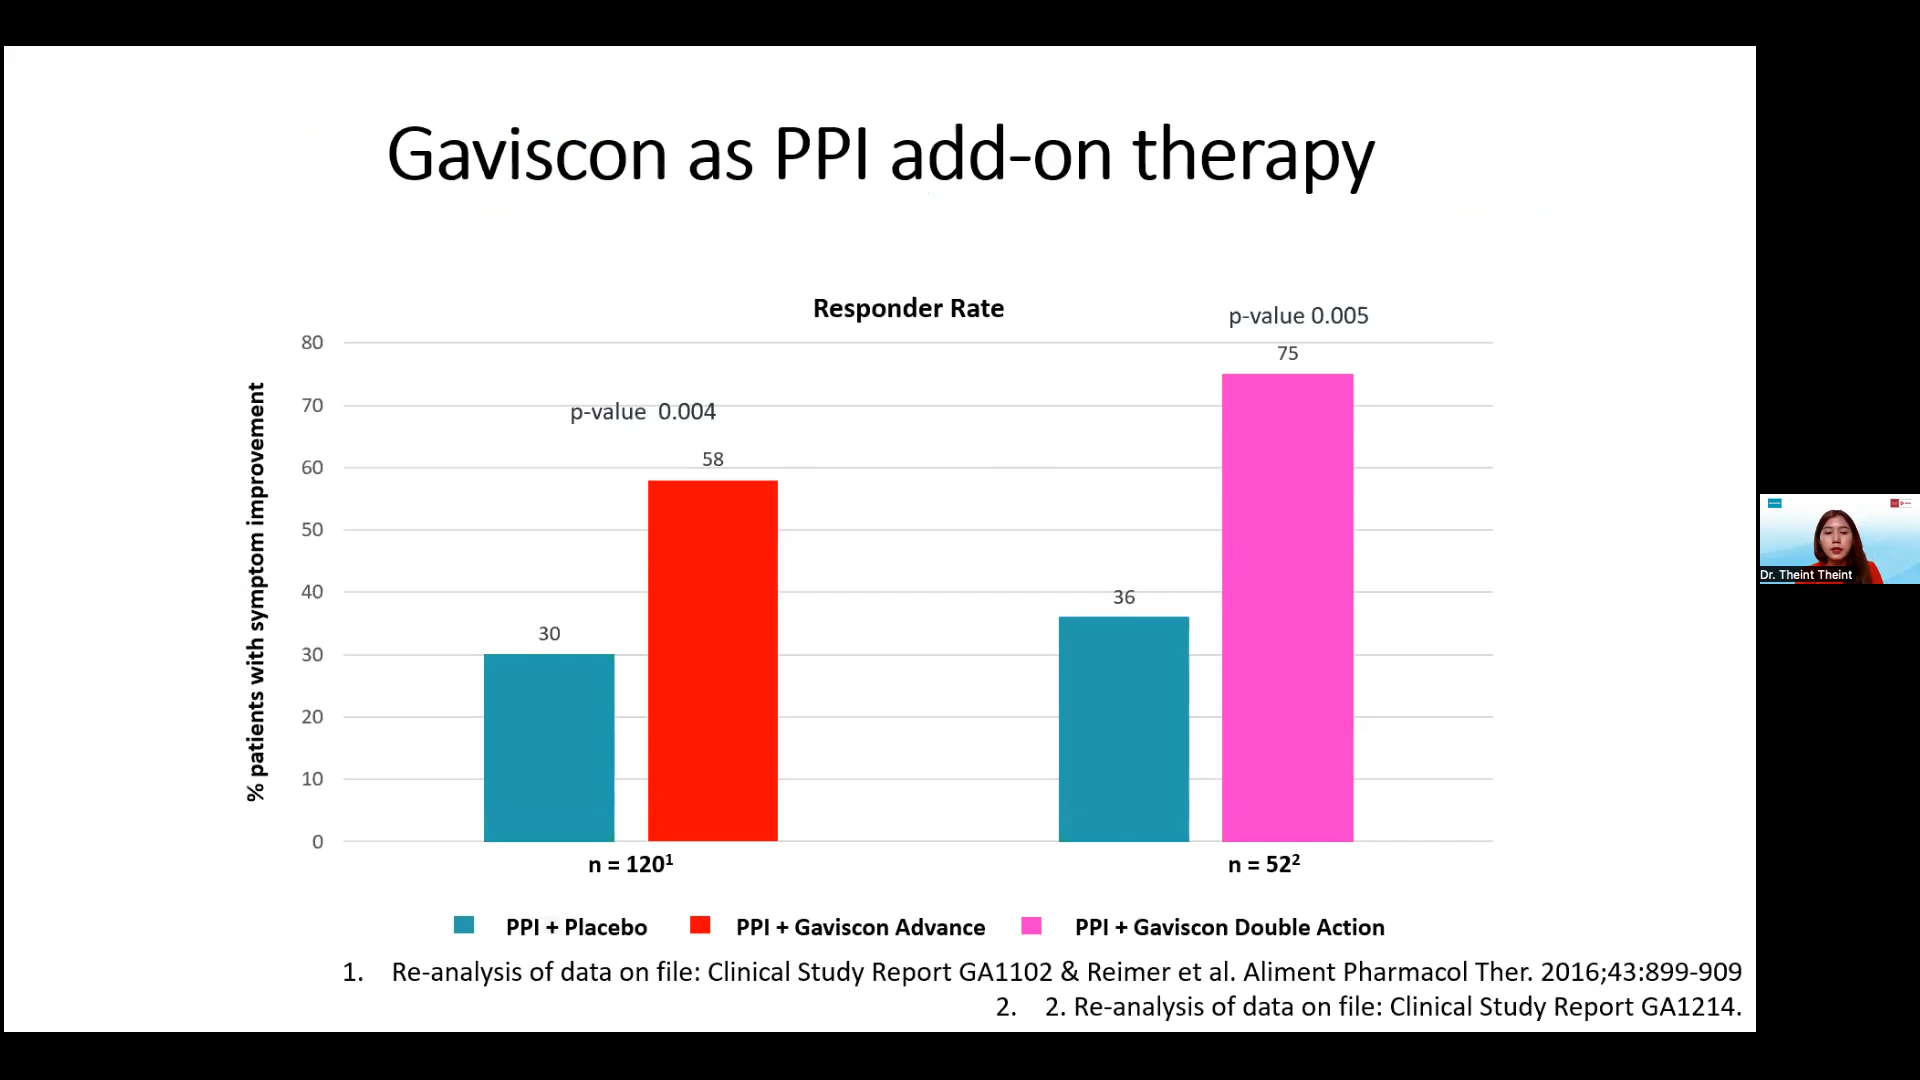 Gaviscon as PPI add-on therapy
Responder Rate
p-value 0.005
80
75
70
p-value 0.004
60
58
50
40
36
30
30
20
10
0
% patients with symptom improvement
n = 120¹
n = 52²
PPI + Placebo
PPI + Gaviscon Advance
PPI + Gaviscon Double Action
1. Re-analysis of data on file: Clinical Study Report GA1102 & Reimer et al. Aliment Pharmacol Ther. 2016;43:899-909
2. 2. Re-analysis of data on file: Clinical Study Report GA1214.
Dr. Theint Theint